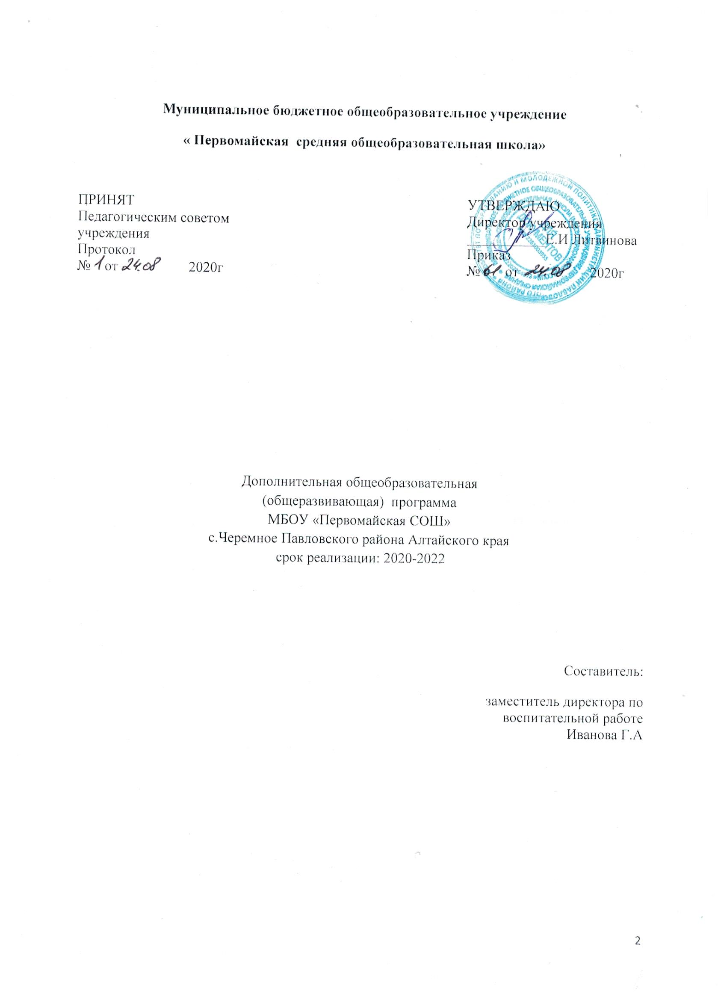 Муниципальное бюджетное общеобразовательное учреждение
« Первомайская средняя общеобразовательная школа»
ПРИНЯТ
Педагогическим советом
учреждения
Протокол
№ 1 от 24.08 2020г
УТВЕРЖДАЮ
Директор учреждения
Е.И Литвинова
Приказ
№ 61 от 24.08 2020г
ДОКУМЕНТОВ
Дополнительная общеобразовательная
(общеразвивающая) программа
МБОУ «Первомайская СОШ»
с.Черемное Павловского района Алтайского края
срок реализации: 2020-2022
Составитель:
заместитель директора по
воспитательной работе
Иванова Г.А
2